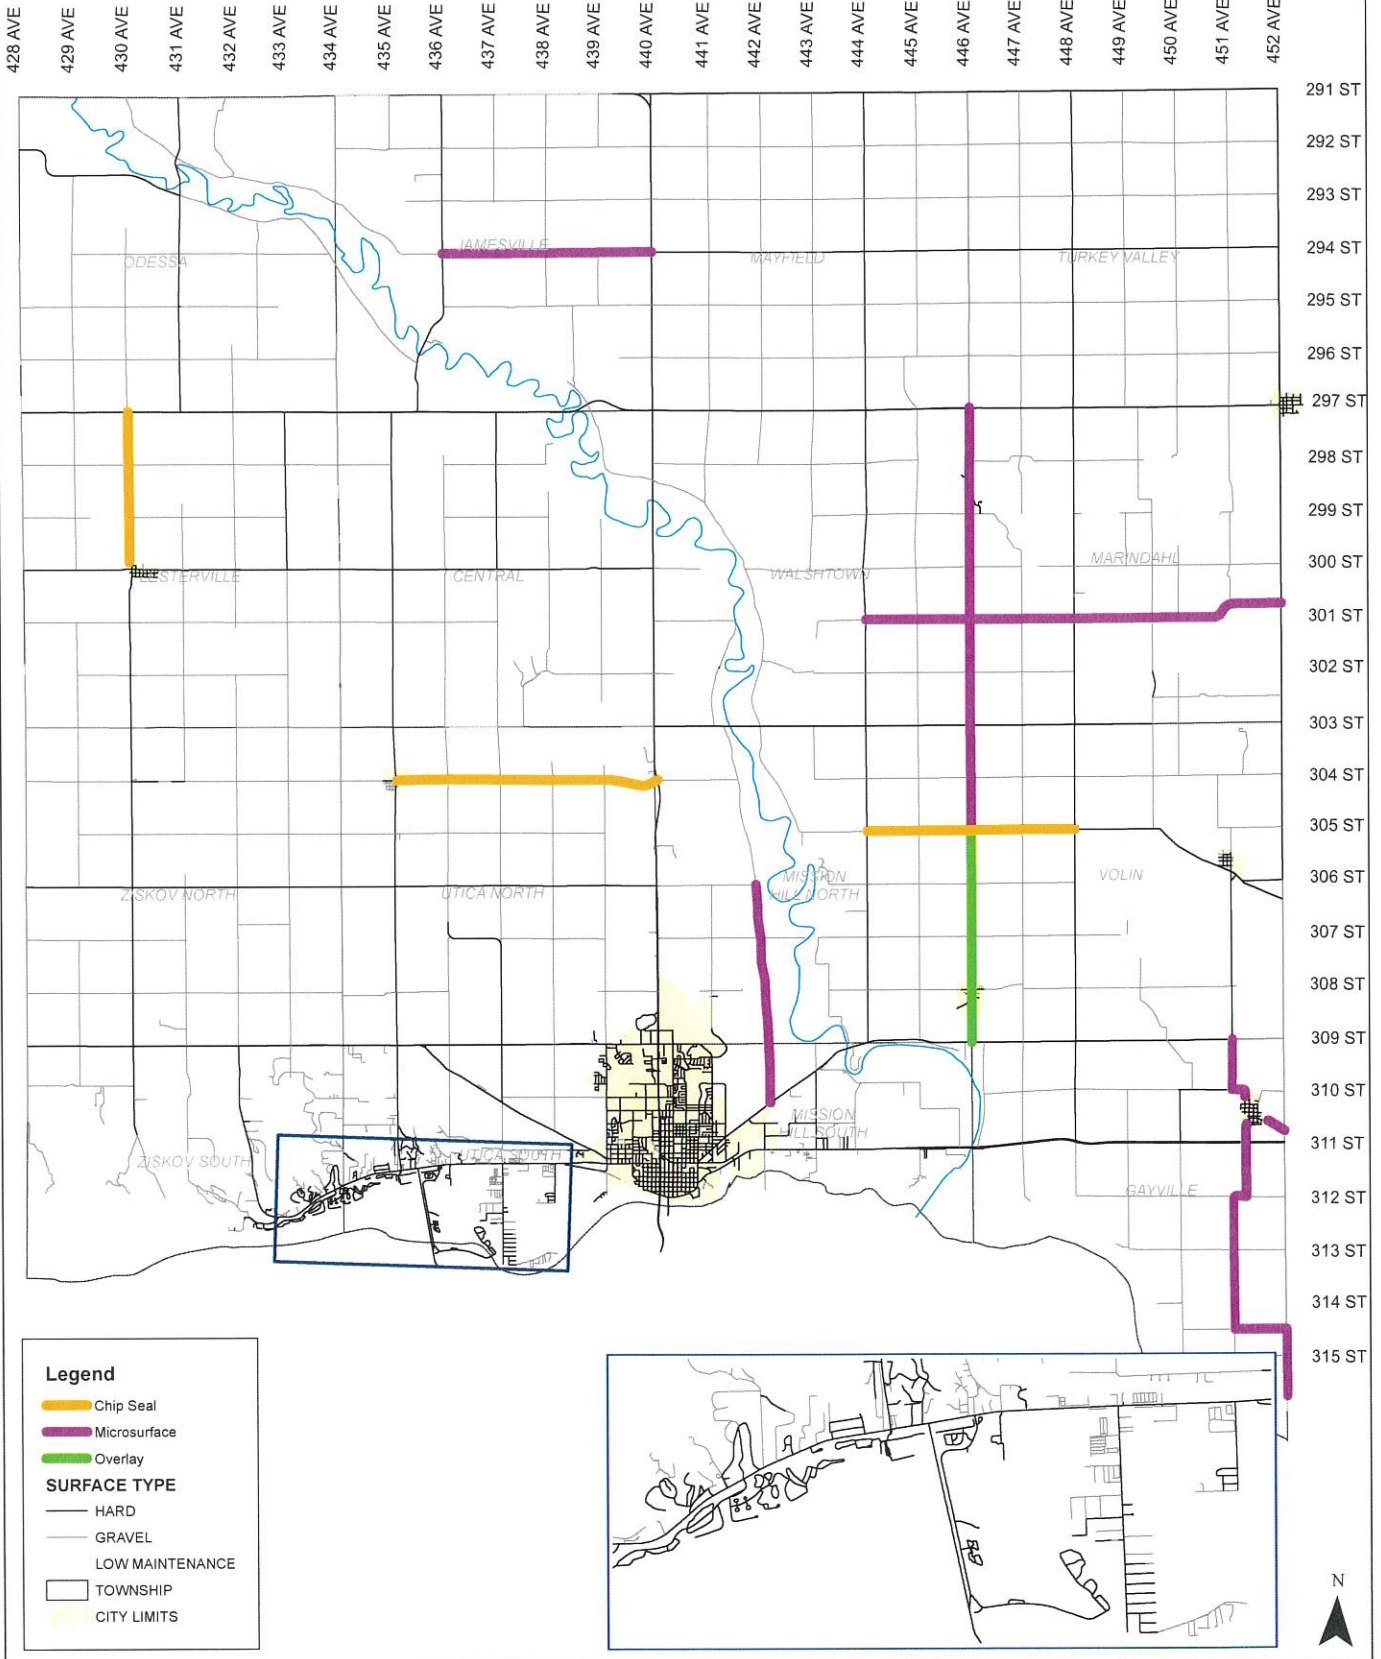 428 AVE
429 AVE
430 AVE
431 AVE
432 AVE
433 AVE
434 AVE
435 AVE
436 AVE
437 AVE
438 AVE
439 AVE
440 AVE
441 AVE
442 AVE
443 AVE
444 AVE
445 AVE
446 AVE
447 AVE
448 AVE
449 AVE
450 AVE
451 AVE
452 AVE
291 ST
292 ST
293 ST
294 ST
295 ST
296 ST
297 ST
298 ST
299 ST
300 ST
301 ST
302 ST
303 ST
304 ST
305 ST
306 ST
307 ST
308 ST
309 ST
310 ST
311 ST
312 ST
313 ST
314 ST
315 ST
ODESSA
JAMESVILLE
MAYFIELD
TURKEY VALLEY
LESTERVILLE
CENTRAL
WALSHTOWN
MARINDAHL
ZISKOV NORTH
UTICA NORTH
MISSION
HILL NORTH
VOLIN
ZISKOV SOUTH
UTICA SOUTH
MISSION
HILL SOUTH
GAYVILLE
Legend
Chip Seal
Microsurface
Overlay
SURFACE TYPE
HARD
GRAVEL
LOW MAINTENANCE
TOWNSHIP
CITY LIMITS
N